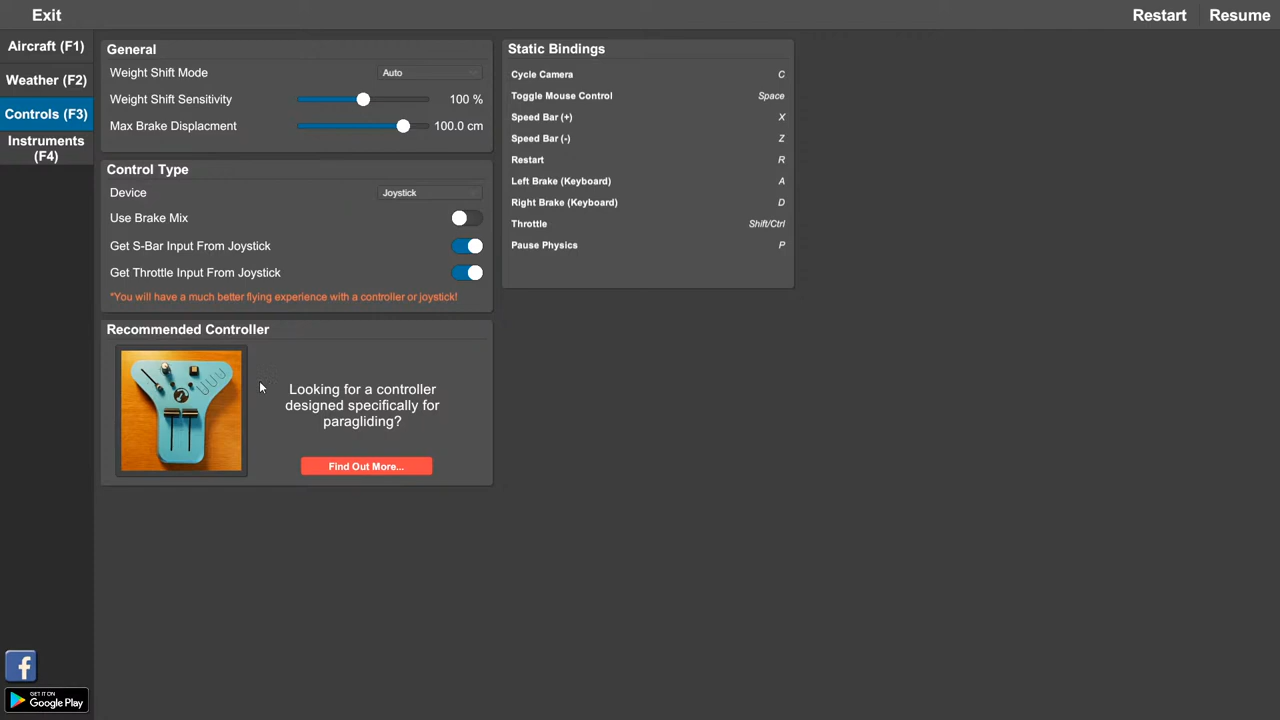 Exit
Restart
Resume
Aircraft (F1)
Weather (F2)
Controls (F3)
Instruments
(F4)
General
Weight Shift Mode
Auto
Weight Shift Sensitivity
100 %
Max Brake Displacment
100.0 cm
Control Type
Device
Joystick
Use Brake Mix
Get S-Bar Input From Joystick
Get Throttle Input From Joystick
*You will have a much better flying experience with a controller or joystick!
Recommended Controller
Looking for a controller
designed specifically for
paragliding?
Find Out More...
Static Bindings
Cycle Camera C
Toggle Mouse Control Space
Speed Bar (+) X
Speed Bar (-) Z
Restart R
Left Brake (Keyboard) A
Right Brake (Keyboard) D
Throttle Shift/Ctrl
Pause Physics P
f
GET IT ON
Google Play